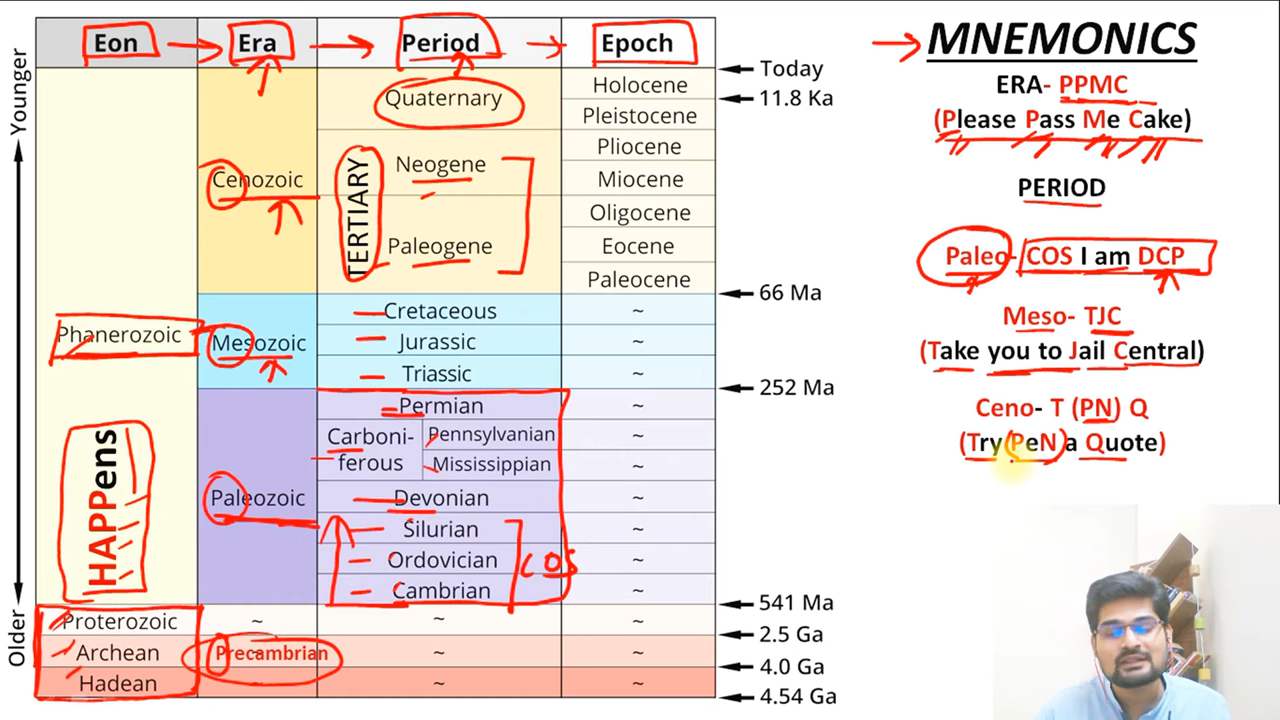 Eon Era Period Epoch
Younger
Older
Quaternary
TERTIARY
Neogene
Paleogene
Holocene
Pleistocene
Pliocene
Miocene
Oligocene
Eocene
Paleocene
Cenozoic
Phanerozoic
Mesozoic
Cretaceous ~
Jurassic ~
Triassic ~
Paleozoic
Permian ~
Carboni-
ferous
Pennsylvanian ~
Mississippian ~
Devonian ~
Silurian ~
Ordovician ~
Cambrian ~
COS
HAPPens
Proterozoic ~ ~ ~
Archean Precambrian ~ ~
Hadean ~ ~ ~
Today
11.8 Ka
66 Ma
252 Ma
541 Ma
2.5 Ga
4.0 Ga
4.54 Ga
MNEMONICS
ERA- PPMC
(Please Pass Me Cake)
PERIOD
Paleo- COS I am DCP
Meso- TJC
(Take you to Jail Central)
Ceno- T (PN) Q
(Try PeN a Quote)